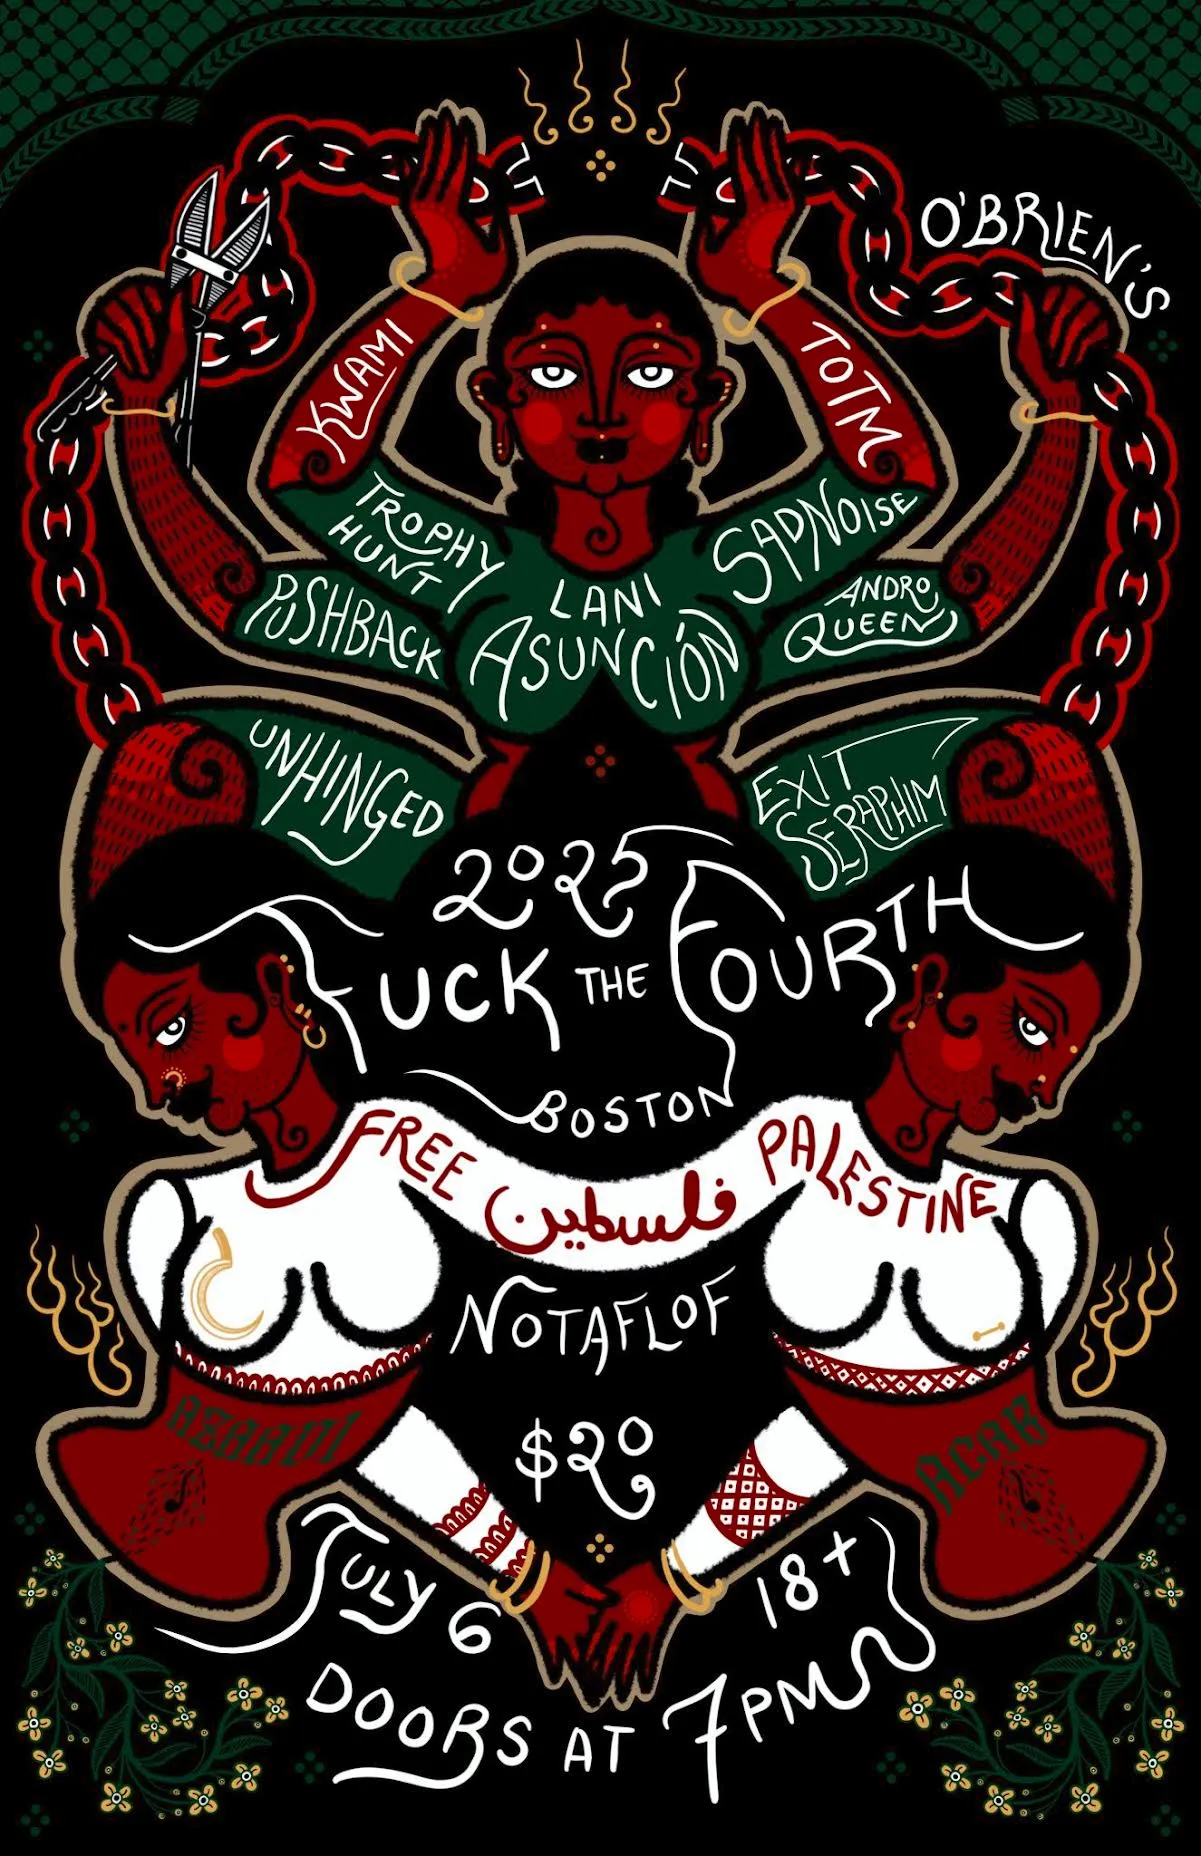 O'BRIEN'S
KWAMI
TOTM
TROPHY
HUNT
SADNOISE
PUSHBACK
LANI
ASUNCIÓN
ANDRO
QUEEN
UNHINGED
EXIT
SERAPHIM
2025
FUCK THE FOURTH
BOSTON
FREE فلسطين PALESTINE
NOTAFLOF
$20
ACAB
JULY 6
18+
DOORS AT 7PM